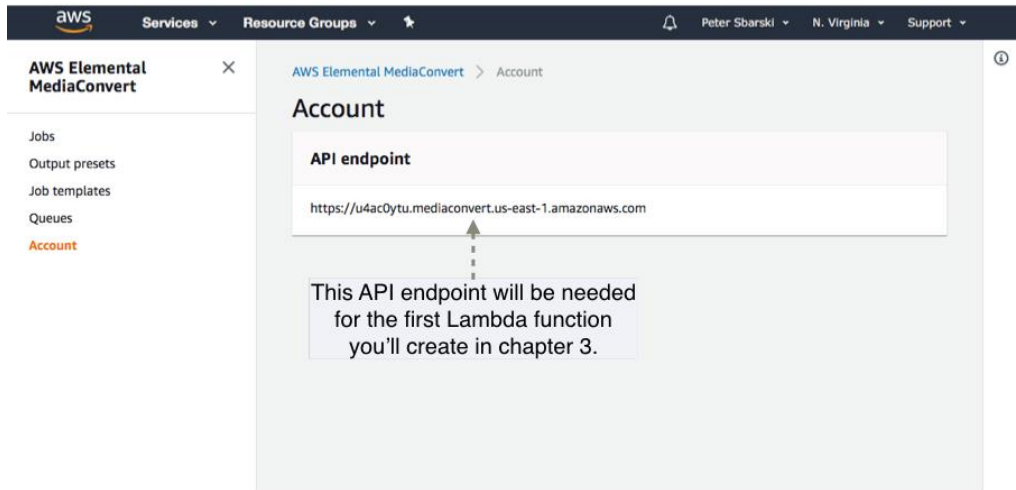 aws Services Resource Groups Peter Sbarski N. Virginia Support
AWS Elemental
MediaConvert
Jobs
Output presets
Job templates
Queues
Account
AWS Elemental MediaConvert > Account
Account
API endpoint
https://u4ac0ytu.mediaconvert.us-east-1.amazonaws.com
This API endpoint will be needed
for the first Lambda function
you'll create in chapter 3.